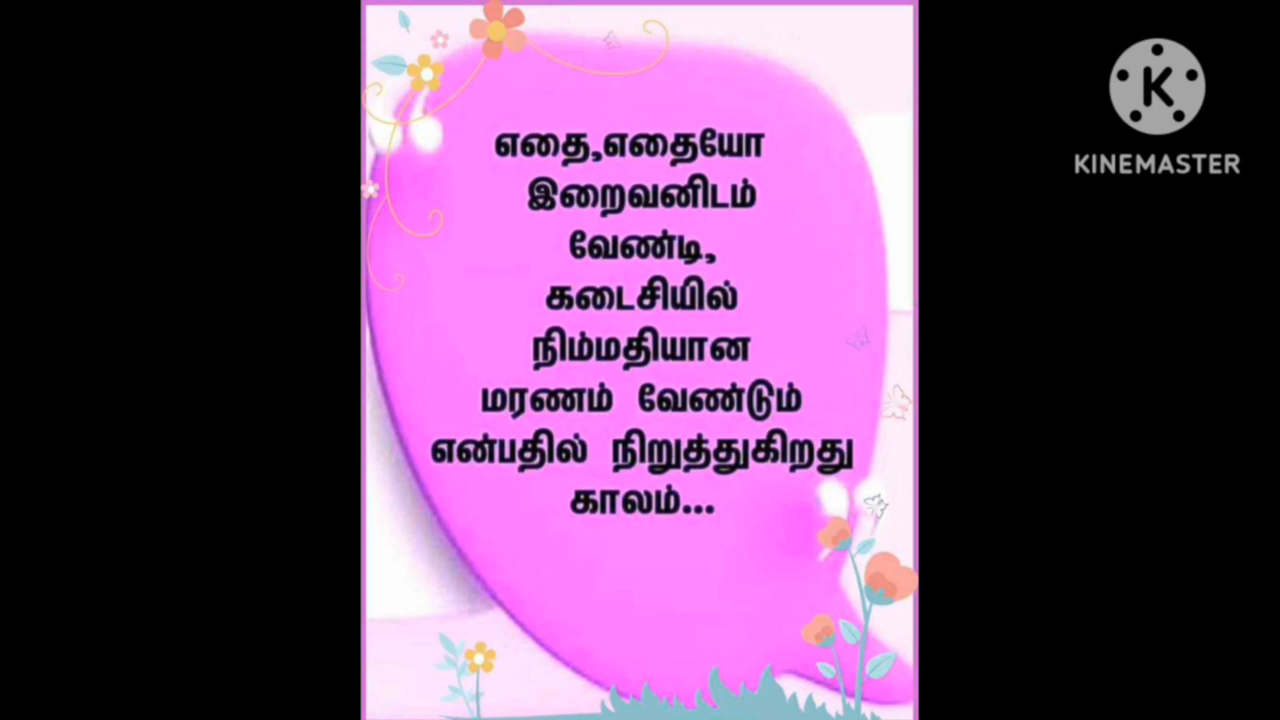 எதை,எதையோ
இறைவனிடம்
வேண்டி,
கடைசியில்
நிம்மதியான
மரணம் வேண்டும்
என்பதில் நிறுத்துகிறது
காலம்...
K
KINEMASTER